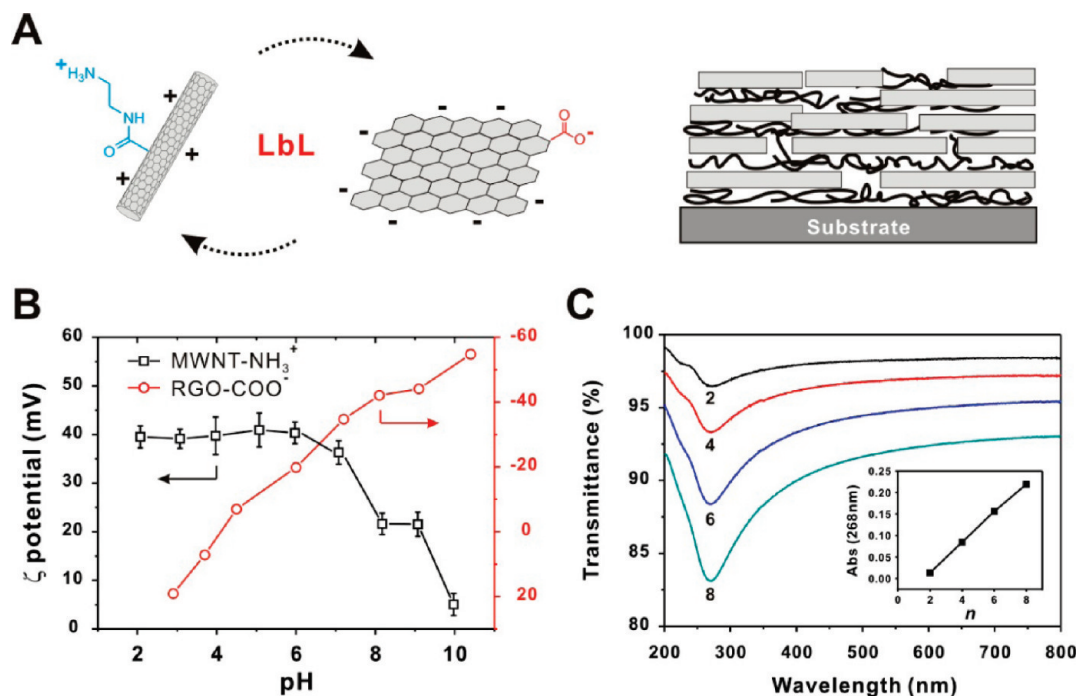 A
+
H₃N
NH
O
+
+
+
+
LbL
-
-
-
-
-
-
-
-
O
O⁻
Substrate
B
60
50
40
30
20
10
0
ζ potential (mV)
MWNT-NH₃⁺
RGO-COO⁻
-60
-40
-20
0
20
2 4 6 8 10
pH
C
100
95
90
85
80
Transmittance (%)
2
4
6
8
0.25
0.20
0.15
0.10
0.05
0.00
Abs (268nm)
0 2 4 6 8 10
n
200 300 400 500 600 700 800
Wavelength (nm)